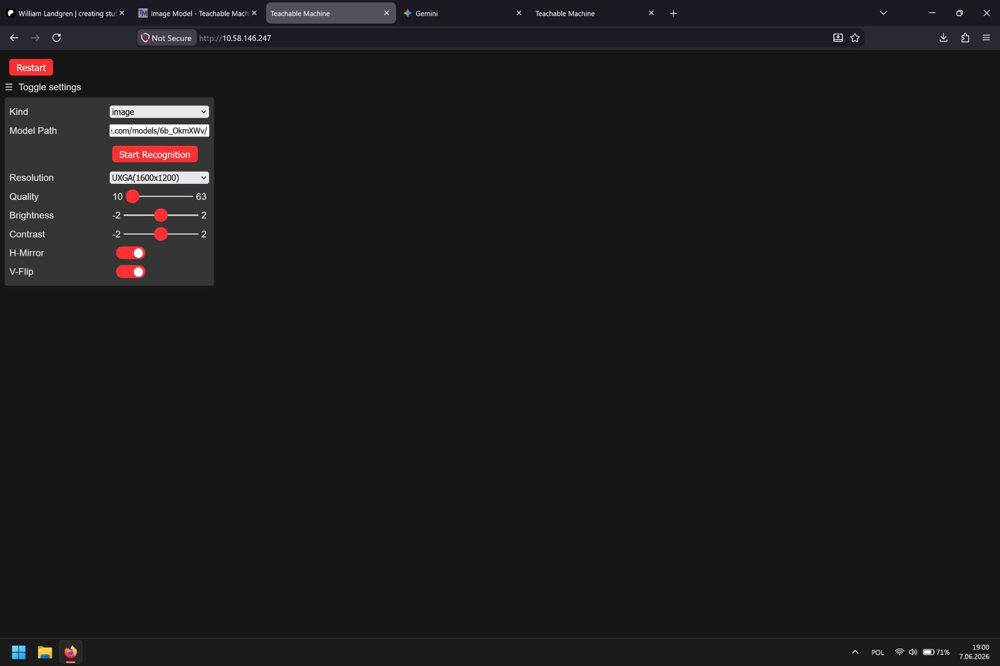 William Landgren | creating stuf
Image Model - Teachable Mach
Teachable Machine
Gemini
Teachable Machine
Not Secure
http://10.58.146.247
Restart
☰ Toggle settings
Kind
image
Model Path
e.com/models/6b_OkmXWv/
Start Recognition
Resolution
UXGA(1600x1200)
Quality
10
63
Brightness
-2
2
Contrast
-2
2
H-Mirror
V-Flip
POL
71%
19:00
7.06.2026